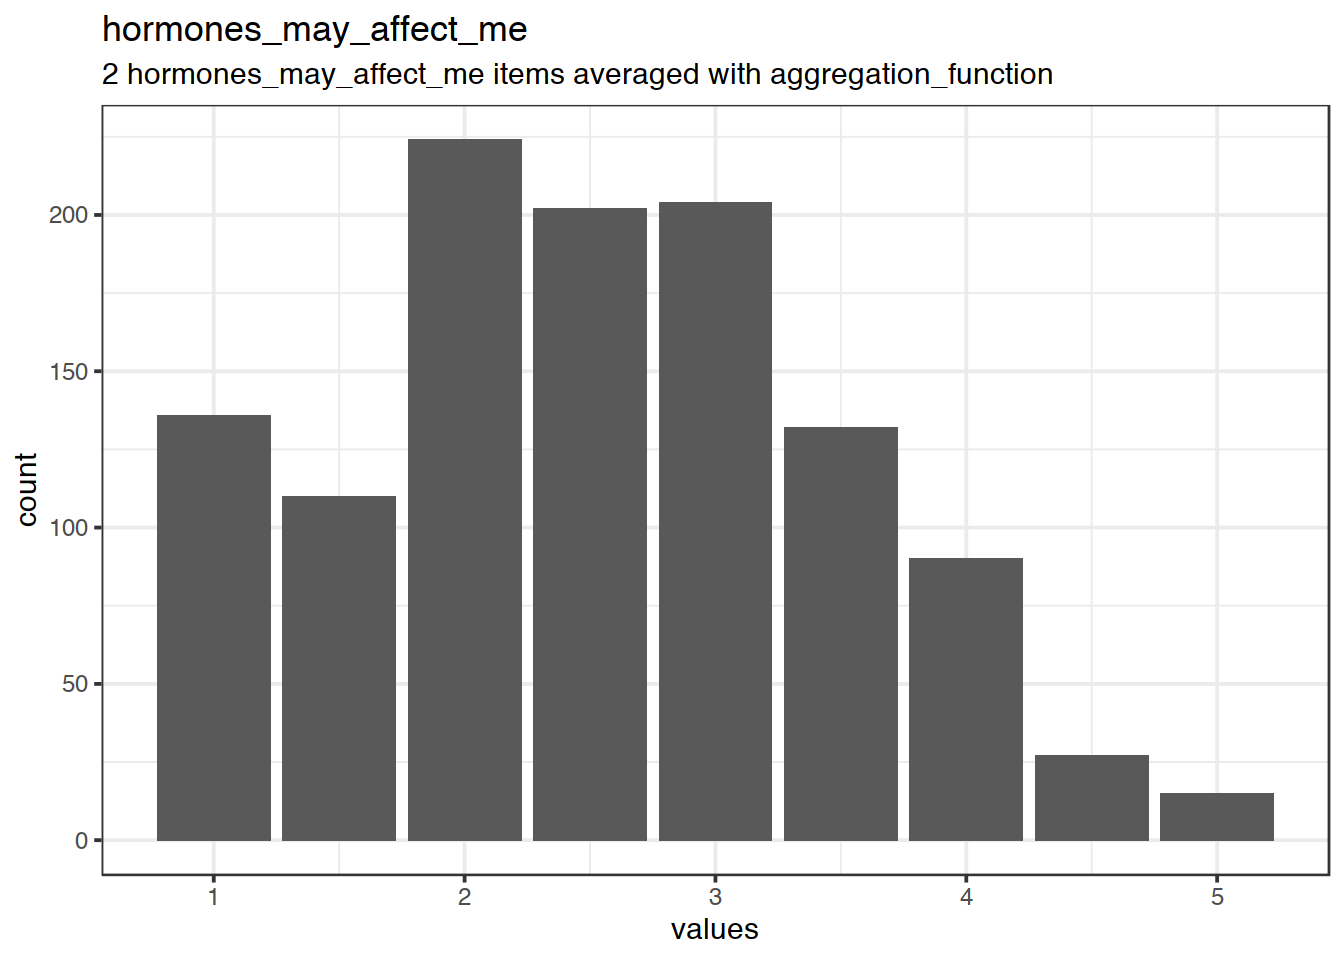 hormones_may_affect_me
2 hormones_may_affect_me items averaged with aggregation_function
200
150
100
50
0
count
1 2 3 4 5
values